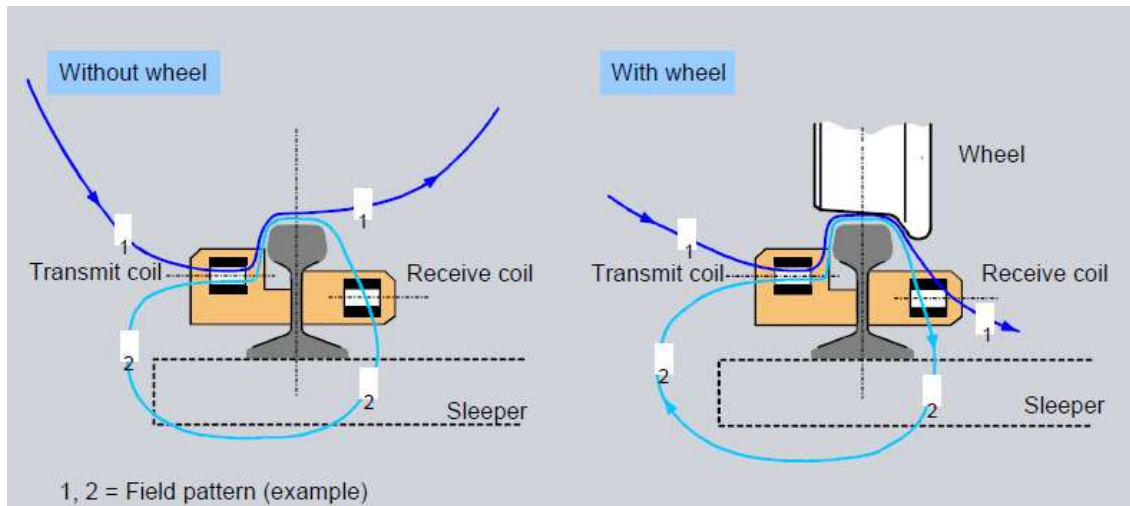 Without wheel
1
1
Transmit coil
Receive coil
2
2
Sleeper
1, 2 = Field pattern (example)
With wheel
Wheel
1
Transmit coil
Receive coil
1
2
2
Sleeper